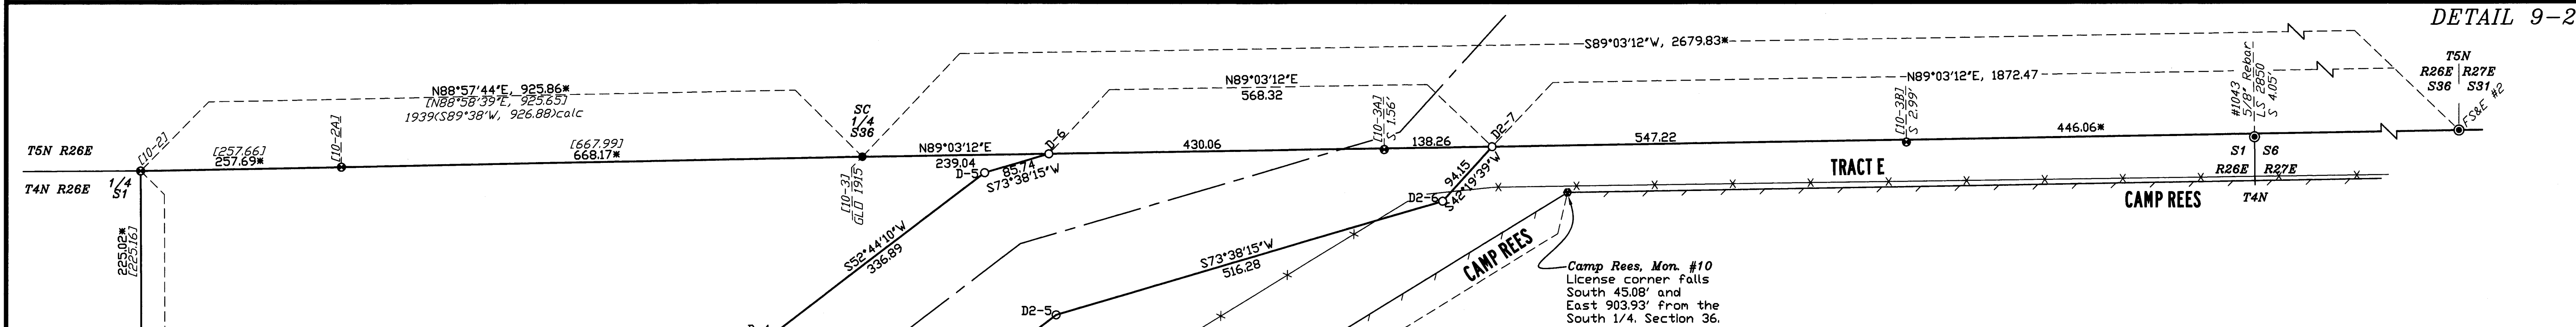 DETAIL 9-2
S89°03'12"W, 2679.83*
T5N
R26E R27E
S36 S31
FS&E #2
#1043
5/8" Rebar
LS 2850
S 4.05'
N89°03'12"E, 1872.47
N89°03'12"E
568.32
N88°57'44"E, 925.86*
[N88°58'39"E, 925.65]
1939(S89°38'W, 926.88)calc
SC
1/4
S36
[10-2]
[10-2A]
[10-3A]
S 1.56'
[10-3B]
S 2.99'
D-6
D2-7
T5N R26E
[257.66]
257.69*
[667.99]
668.17*
N89°03'12"E
239.04
430.06
138.26
547.22
446.06*
S1 S6
R26E R27E
T4N
T4N R26E
1/4
S1
[10-3]
GLO 1915
D-5
85.74
S73°38'15"W
94.15
S42°19'39"W
D2-6
TRACT E
CAMP REES
225.02*
[225.16]
S52°44'10"W
336.89
S73°38'15"W
516.28
CAMP REES
Camp Rees, Mon. #10
License corner falls
South 45.08' and
East 903.93' from the
South 1/4, Section 36.
D2-5